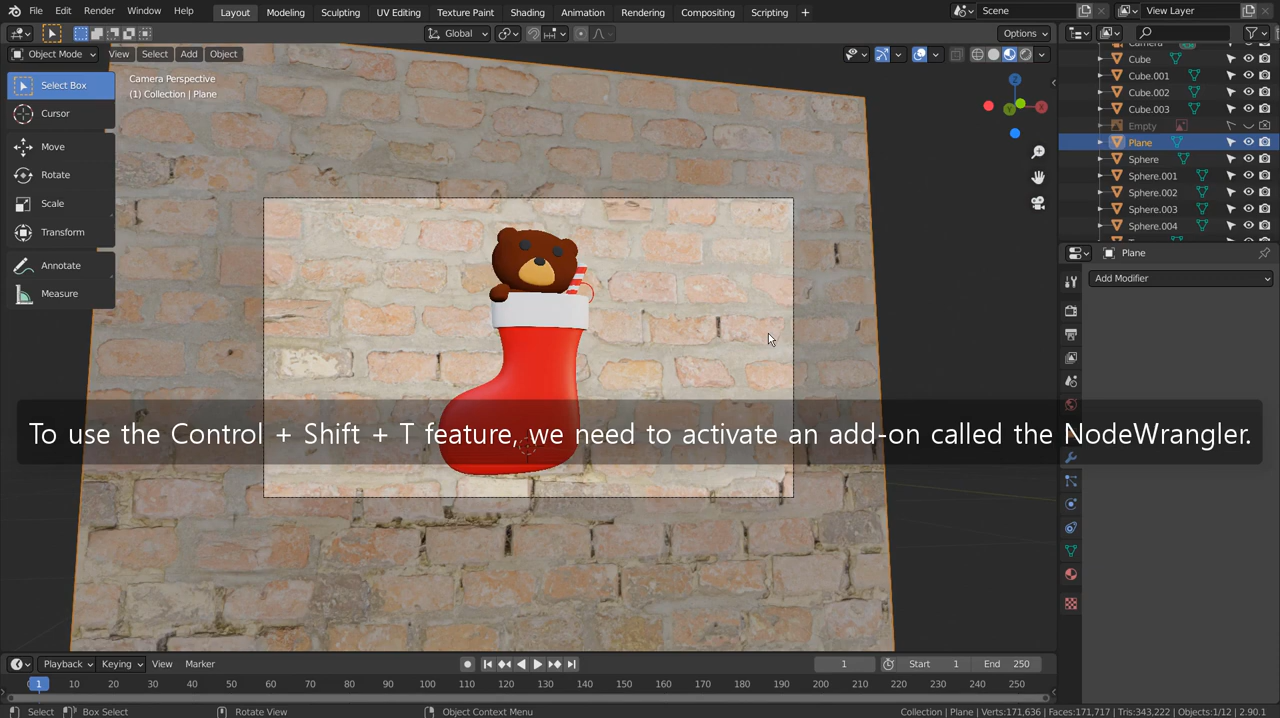 File Edit Render Window Help Layout Modeling Sculpting UV Editing Texture Paint Shading Animation Rendering Compositing Scripting + Scene View Layer
Global Options
Object Mode View Select Add Object
Select Box
Cursor
Move
Rotate
Scale
Transform
Annotate
Measure
Camera Perspective
(1) Collection | Plane
Z
X
Y
Camera
Cube
Cube.001
Cube.002
Cube.003
Empty
Plane
Sphere
Sphere.001
Sphere.002
Sphere.003
Sphere.004
Plane
Add Modifier
To use the Control + Shift + T feature, we need to activate an add-on called the NodeWrangler.
Playback Keying View Marker 1 Start 1 End 250
1 10 20 30 40 50 60 70 80 90 100 110 120 130 140 150 160 170 180 190 200 210 220 230 240 250
Select Box Select Rotate View Object Context Menu Collection | Plane | Verts:171,636 | Faces:171,717 | Tris:343,222 | Objects:1/12 | 2.90.1